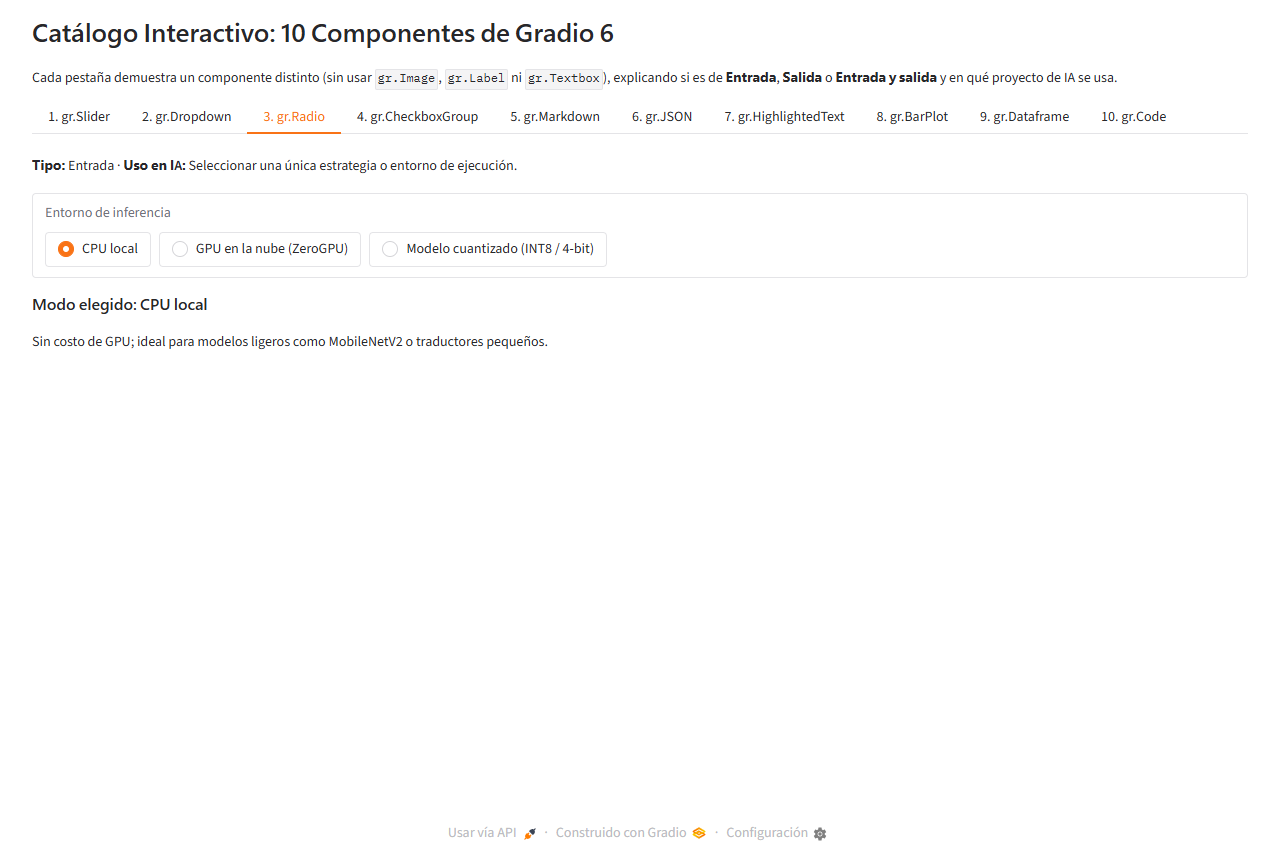 Catálogo Interactivo: 10 Componentes de Gradio 6
Cada pestaña demuestra un componente distinto (sin usar gr.Image, gr.Label ni gr.Textbox), explicando si es de Entrada, Salida o Entrada y salida y en qué proyecto de IA se usa.
1. gr.Slider 2. gr.Dropdown 3. gr.Radio 4. gr.CheckboxGroup 5. gr.Markdown 6. gr.JSON 7. gr.HighlightedText 8. gr.BarPlot 9. gr.Dataframe 10. gr.Code
Tipo: Entrada · Uso en IA: Seleccionar una única estrategia o entorno de ejecución.
Entorno de inferencia
CPU local GPU en la nube (ZeroGPU) Modelo cuantizado (INT8 / 4-bit)
Modo elegido: CPU local
Sin costo de GPU; ideal para modelos ligeros como MobileNetV2 o traductores pequeños.
Usar vía API · Construido con Gradio · Configuración